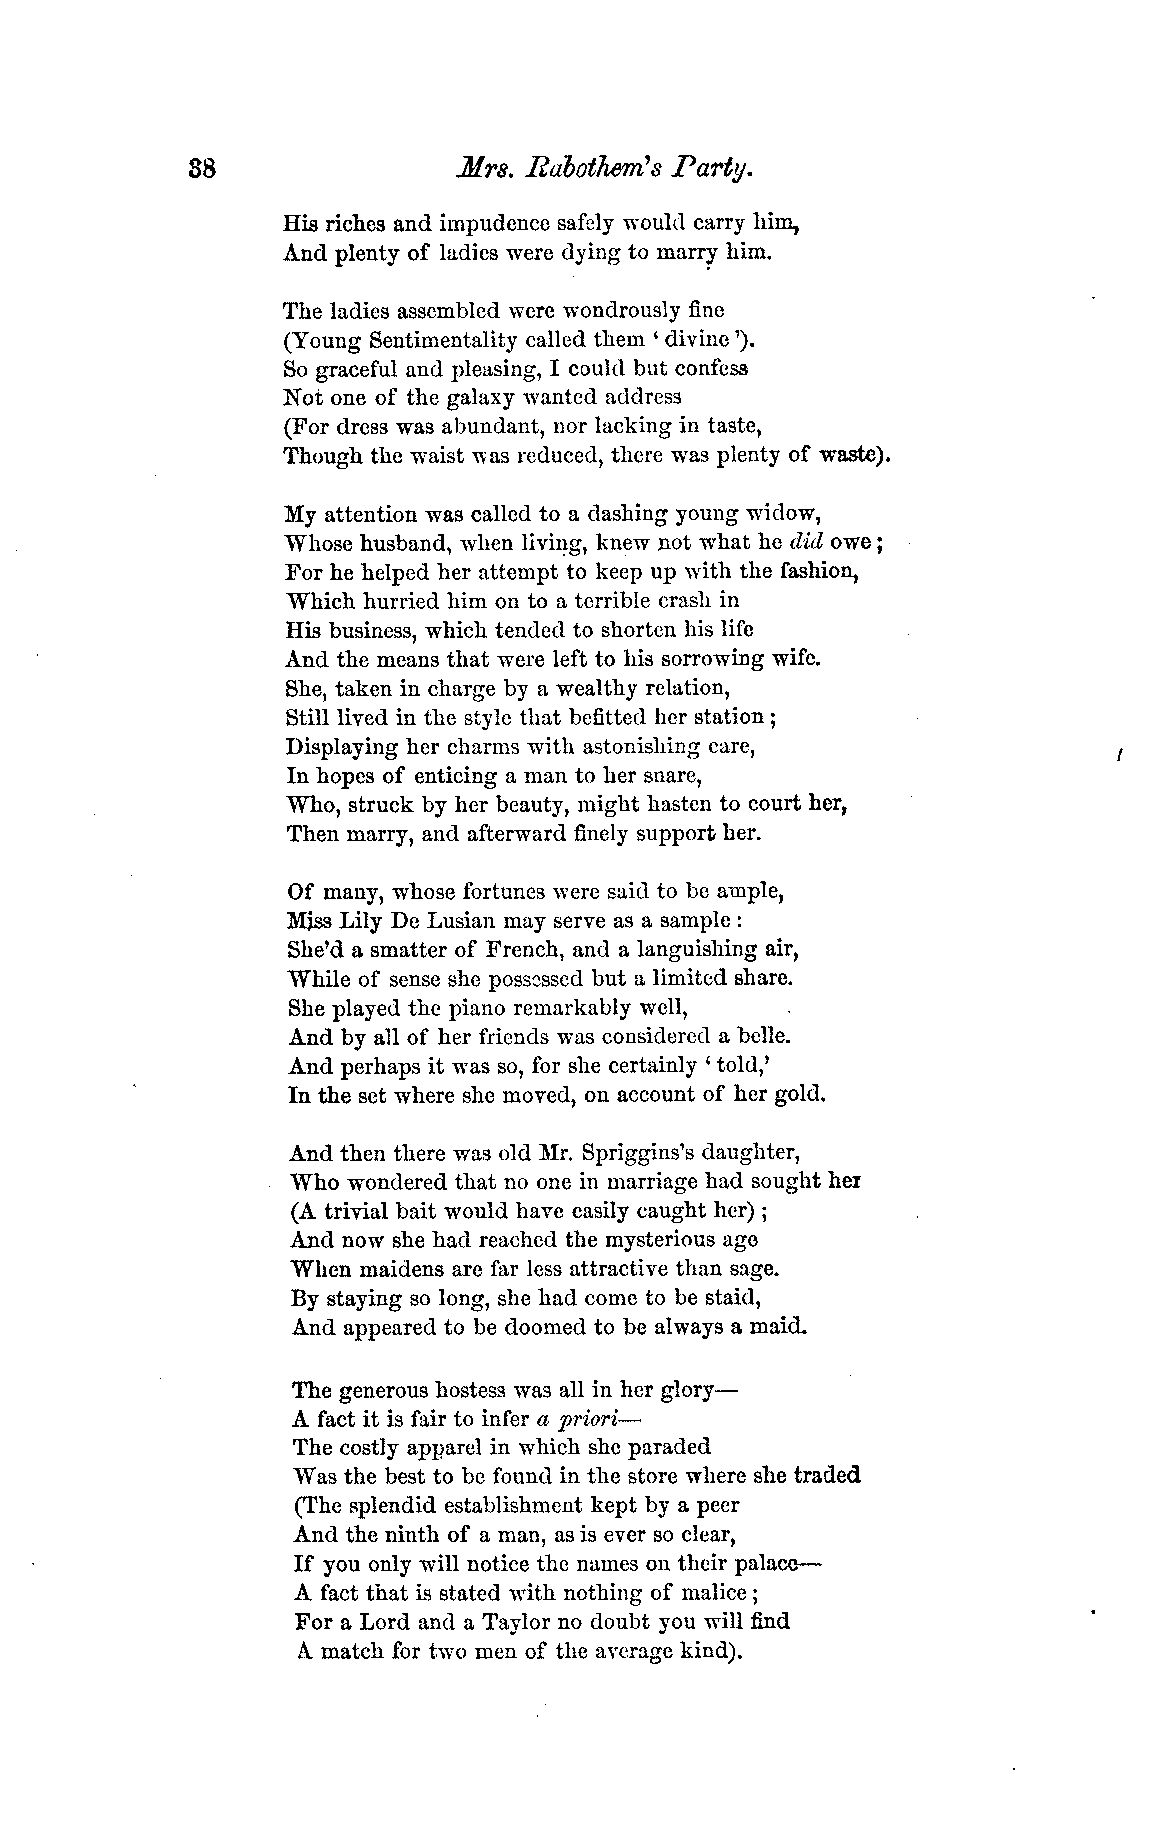 38 Mrs. Rabothem's Party.
His riches and impudence safely would carry him,
And plenty of ladies were dying to marry him.
The ladies assembled were wondrously fine
(Young Sentimentality called them ‘ divine ’).
So graceful and pleasing, I could but confess
Not one of the galaxy wanted address
(For dress was abundant, nor lacking in taste,
Though the waist was reduced, there was plenty of waste).
My attention was called to a dashing young widow,
Whose husband, when living, knew not what he did owe ;
For he helped her attempt to keep up with the fashion,
Which hurried him on to a terrible crash in
His business, which tended to shorten his life
And the means that were left to his sorrowing wife.
She, taken in charge by a wealthy relation,
Still lived in the style that befitted her station ;
Displaying her charms with astonishing care,
In hopes of enticing a man to her snare,
Who, struck by her beauty, might hasten to court her,
Then marry, and afterward finely support her.
Of many, whose fortunes were said to be ample,
Miss Lily De Lusian may serve as a sample :
She'd a smatter of French, and a languishing air,
While of sense she possessed but a limited share.
She played the piano remarkably well,
And by all of her friends was considered a belle.
And perhaps it was so, for she certainly ‘ told,’
In the set where she moved, on account of her gold.
And then there was old Mr. Spriggins's daughter,
Who wondered that no one in marriage had sought her
(A trivial bait would have easily caught her) ;
And now she had reached the mysterious age
When maidens are far less attractive than sage.
By staying so long, she had come to be staid,
And appeared to be doomed to be always a maid.
The generous hostess was all in her glory—
A fact it is fair to infer a priori—
The costly apparel in which she paraded
Was the best to be found in the store where she traded
(The splendid establishment kept by a peer
And the ninth of a man, as is ever so clear,
If you only will notice the names on their palace—
A fact that is stated with nothing of malice ;
For a Lord and a Taylor no doubt you will find
A match for two men of the average kind).